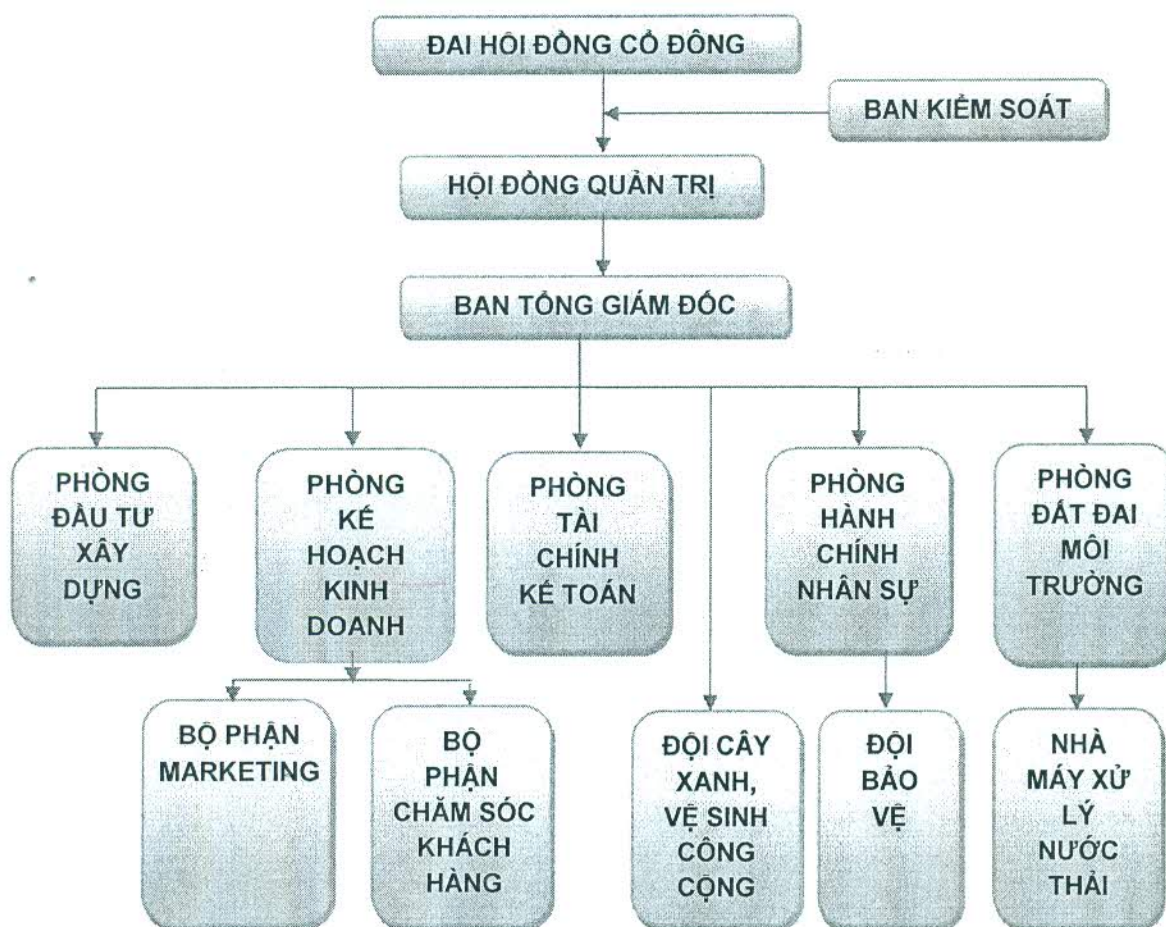 ĐAI HÔI ĐỒNG CỔ ĐÔNG
BAN KIỂM SOÁT
HỘI ĐỒNG QUẢN TRỊ
BAN TỔNG GIÁM ĐỐC
PHÒNG
ĐẦU TƯ
XÂY
DỰNG
PHÒNG
KẾ
HOẠCH
KINH
DOANH
PHÒNG
TÀI
CHÍNH
KẾ TOÁN
PHÒNG
HÀNH
CHÍNH
NHÂN SỰ
PHÒNG
ĐẤT ĐAI
MÔI
TRƯỜNG
BỘ PHẬN
MARKETING
BỘ
PHẬN
CHĂM SÓC
KHÁCH
HÀNG
ĐỘI CÂY
XANH,
VỆ SINH
CÔNG
CỘNG
ĐỘI
BẢO
VỆ
NHÀ
MÁY XỬ
LÝ
NƯỚC
THẢI